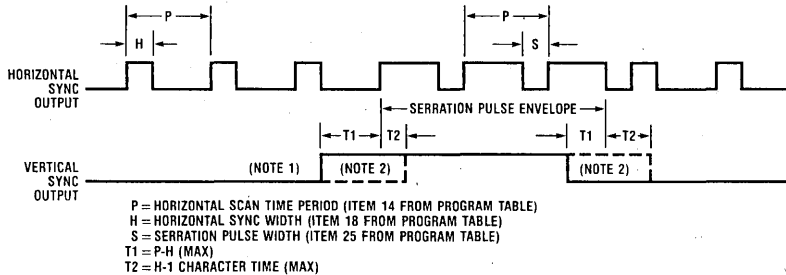 P P
H S
HORIZONTAL
SYNC
OUTPUT
SERRATION PULSE ENVELOPE
T1 T2 T1 T2
VERTICAL
SYNC
OUTPUT
(NOTE 1) (NOTE 2) (NOTE 2)
P = HORIZONTAL SCAN TIME PERIOD (ITEM 14 FROM PROGRAM TABLE)
H = HORIZONTAL SYNC WIDTH (ITEM 18 FROM PROGRAM TABLE)
S = SERRATION PULSE WIDTH (ITEM 25 FROM PROGRAM TABLE)
T1 = P-H (MAX)
T2 = H-1 CHARACTER TIME (MAX)